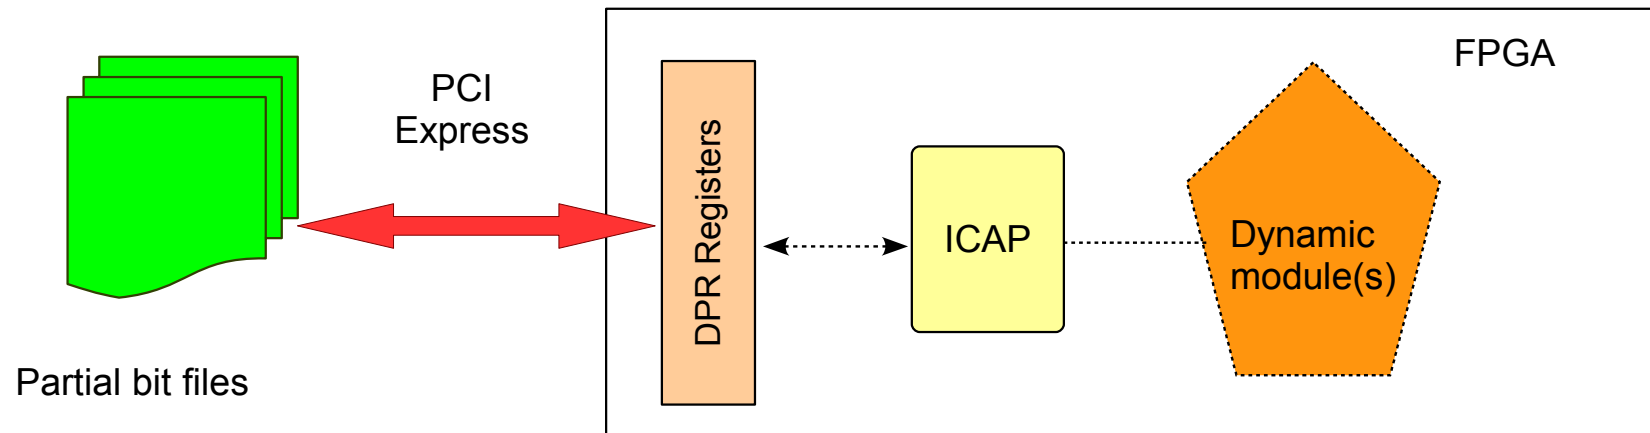 FPGA
PCI
Express
DPR Registers
ICAP
Dynamic
module(s)
Partial bit files